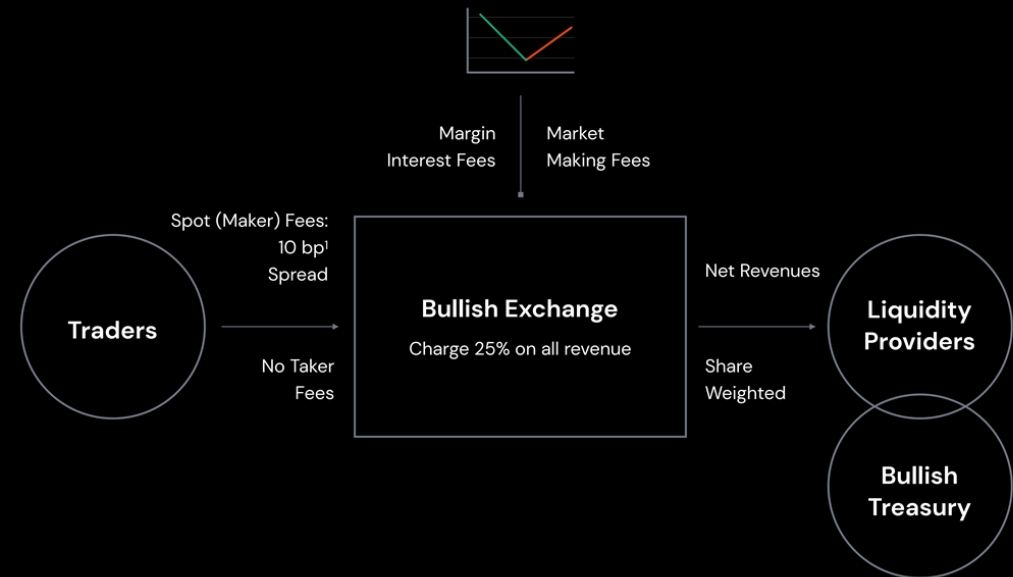 Margin
Interest Fees
Market
Making Fees
Spot (Maker) Fees:
10 bp¹
Spread
Traders
No Taker
Fees
Bullish Exchange
Charge 25% on all revenue
Net Revenues
Share
Weighted
Liquidity
Providers
Bullish
Treasury